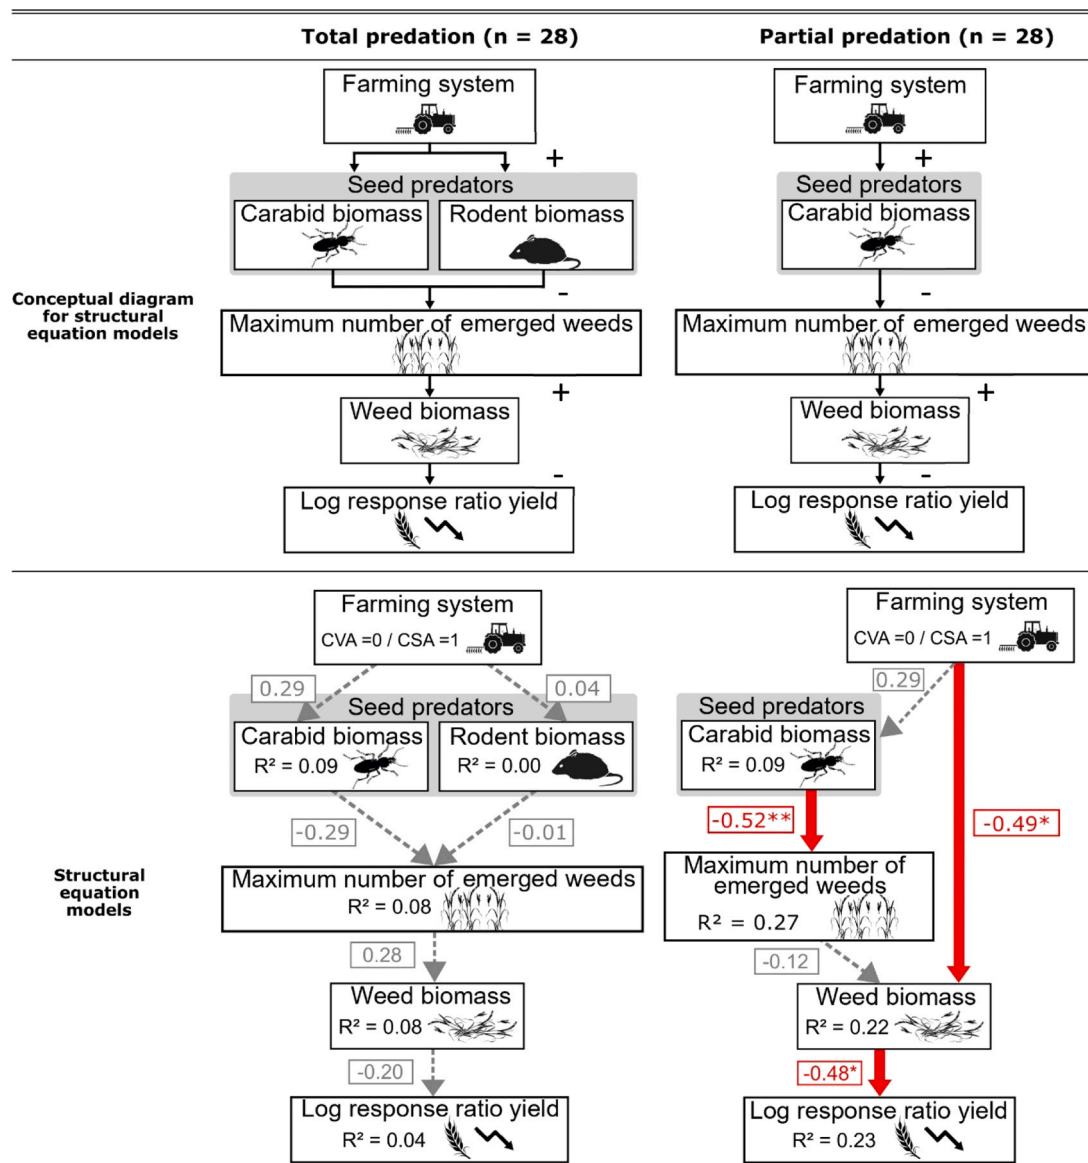 Total predation (n = 28)
Partial predation (n = 28)
Conceptual diagram
for structural
equation models
Farming system
+
Seed predators
Carabid biomass
Rodent biomass
-
Maximum number of emerged weeds
+
Weed biomass
-
Log response ratio yield
Farming system
+
Seed predators
Carabid biomass
-
Maximum number of emerged weeds
+
Weed biomass
-
Log response ratio yield
Structural
equation
models
Farming system
CVA =0 / CSA =1
0.29
0.04
Seed predators
Carabid biomass
R² = 0.09
Rodent biomass
R² = 0.00
-0.29
-0.01
Maximum number of emerged weeds
R² = 0.08
0.28
Weed biomass
R² = 0.08
-0.20
Log response ratio yield
R² = 0.04
Farming system
CVA =0 / CSA =1
0.29
Seed predators
Carabid biomass
R² = 0.09
-0.52**
-0.49*
Maximum number of
emerged weeds
R² = 0.27
-0.12
Weed biomass
R² = 0.22
-0.48*
Log response ratio yield
R² = 0.23